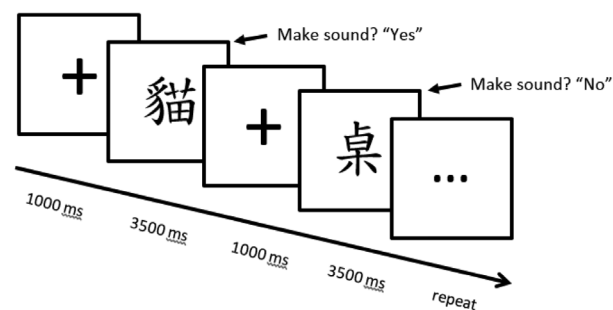 +
Make sound? “Yes”
貓
+
Make sound? “No”
桌
...
1000 ms
3500 ms
1000 ms
3500 ms
repeat